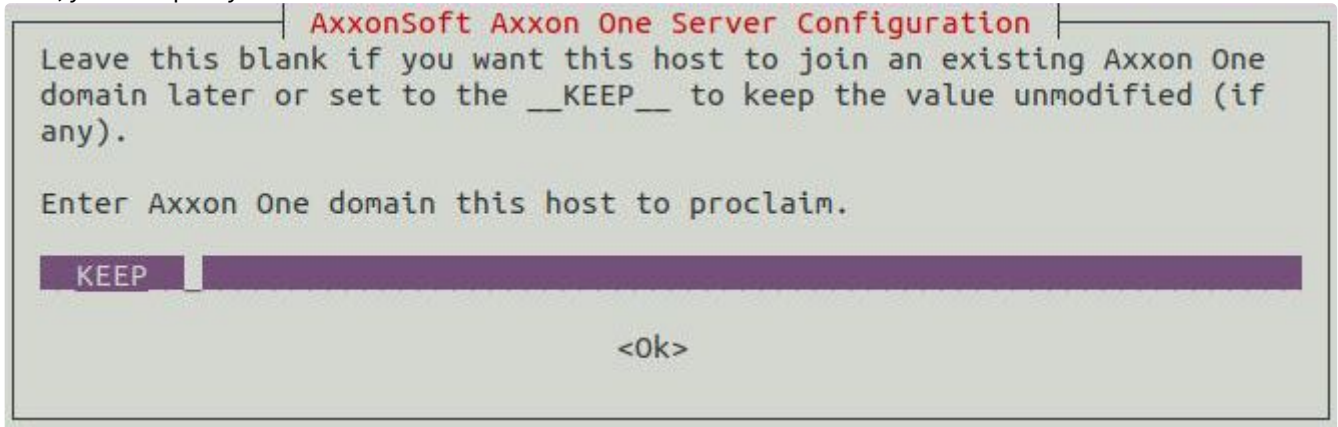 AxxonSoft Axxon One Server Configuration
Leave this blank if you want this host to join an existing Axxon One
domain later or set to the __KEEP__ to keep the value unmodified (if
any).
Enter Axxon One domain this host to proclaim.
__KEEP__
<Ok>